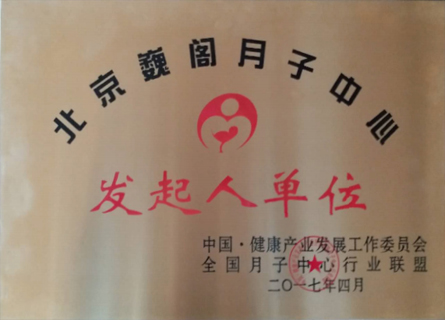 北京巍阁月子中心
发起人单位
中国·健康产业发展工作委员会
全国月子中心行业联盟
二〇一七年四月